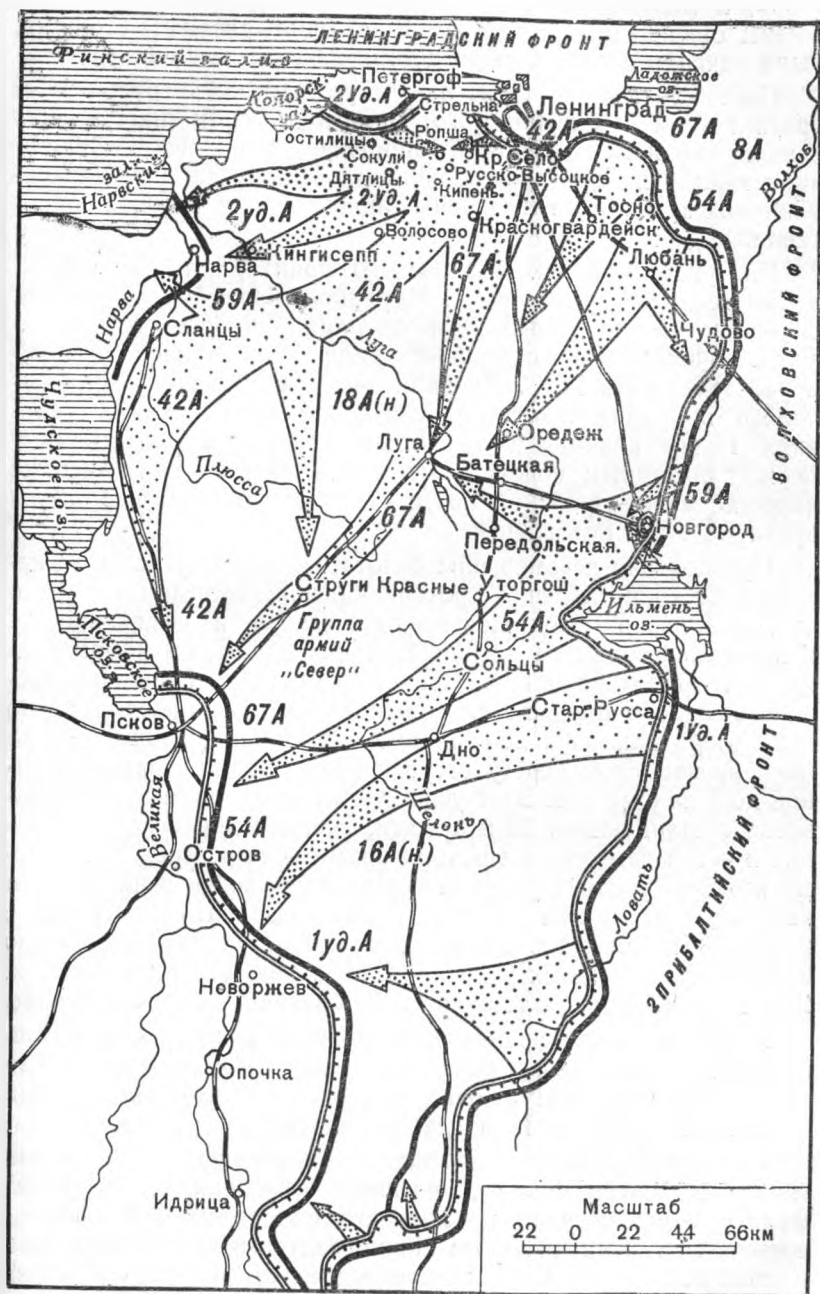 ЛЕНИНГРАДСКИЙ ФРОНТ
Финский залив
Петергоф
Ладожское
оз.
Копорск.
зал.
2Уд.А
Стрельна
Ленинград
42А
67А
8А
Гостилицы
Ропша
Кр.Село
Волхов
Сокули
Русско-Высоцкое
Нарвский
зал.
Дятлицы
Кипень
54А
2уд.А
2уд.А
Тосно
Волосово
Красногвардейск
Кингисепп
Любань
Нарва
67А
59А
42А
Нарва
Чудово
Сланцы
Луга
ВОЛХОВСКИЙ ФРОНТ
Чудское оз.
42А
18А(н)
Оредеж
Луга
Батецкая
Плюсса
59А
67А
Новгород
Передольская
Струги Красные
Уторгош
42А
Ильмень
оз.
Группа
армий
„Север"
54А
Псковское
оз.
Сольцы
Псков
67А
Стар. Русса
1Уд.А
Дно
Великая
Шелонь
54А
Остров
16А(н)
Ловать
2 ПРИБАЛТИЙСКИЙ ФРОНТ
1уд.А
Новоржев
Опочка
Идрица
Масштаб
22 0 22 44 66км